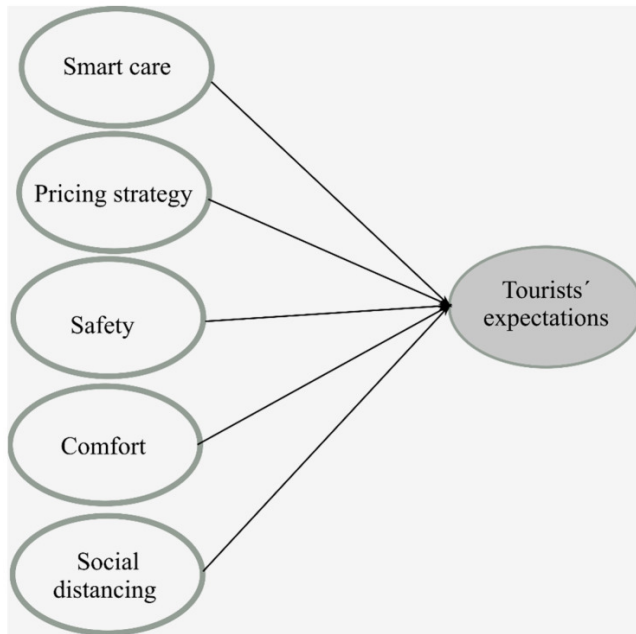 Smart care
Pricing strategy
Safety
Comfort
Social
distancing
Tourists´
expectations